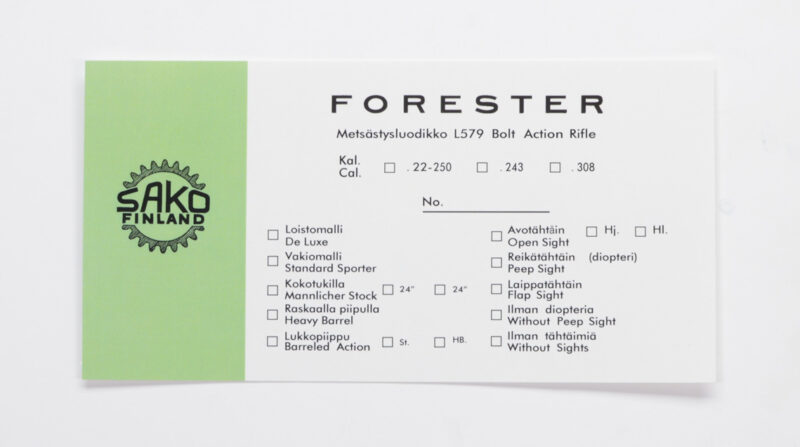 SAKO
FINLAND
FORESTER
Metsästysluodikko L579 Bolt Action Rifle
Kal.
Cal.
.22-250
.243
.308
No.
Loistomalli
De Luxe
Vakiomalli
Standard Sporter
Kokotukilla
Mannlicher Stock
24"
24"
Raskaalla piipulla
Heavy Barrel
Lukkopiippu
Barreled Action
St.
HB.
Avotähtäin
Open Sight
Hj.
Hl.
Reikätähtäin (diopteri)
Peep Sight
Laippatähtäin
Flap Sight
Ilman diopteria
Without Peep Sight
Ilman tähtäimiä
Without Sights